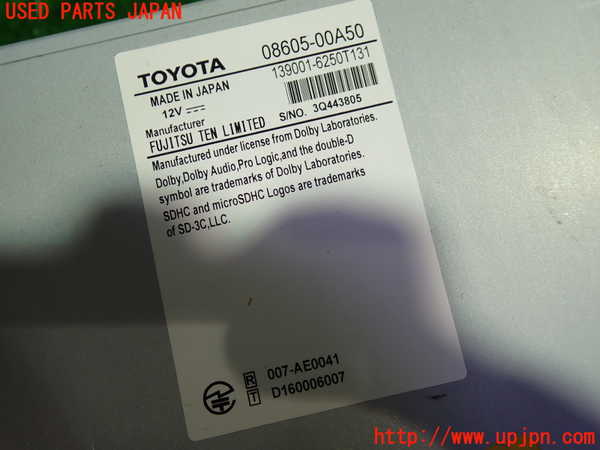 USED PARTS JAPAN
TOYOTA 08605-00A50
MADE IN JAPAN 139001-6250T131
12V
Manufacturer S/NO. 3Q443805
FUJITSU TEN LIMITED
Manufactured under license from Dolby Laboratories.
Dolby,Dolby Audio,Pro Logic,and the double-D
symbol are trademarks of Dolby Laboratories.
SDHC and microSDHC Logos are trademarks
of SD-3C,LLC.
R 007-AE0041
T D160006007
http://www.upjpn.com